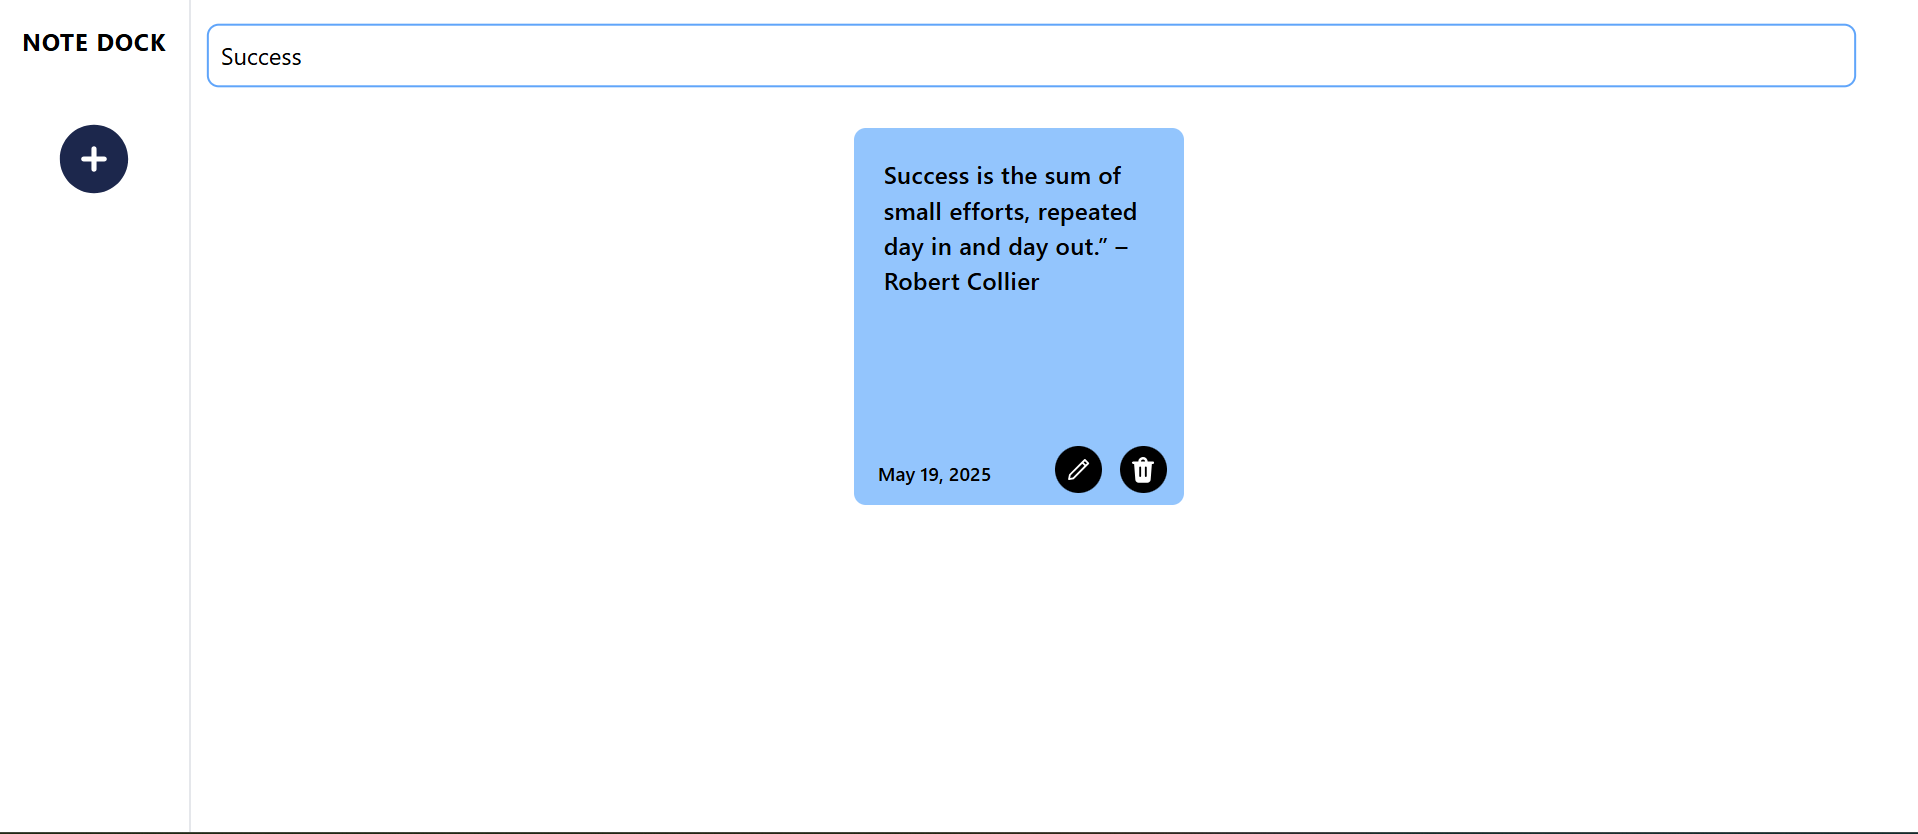 NOTE DOCK
Success
Success is the sum of
small efforts, repeated
day in and day out.” –
Robert Collier
May 19, 2025